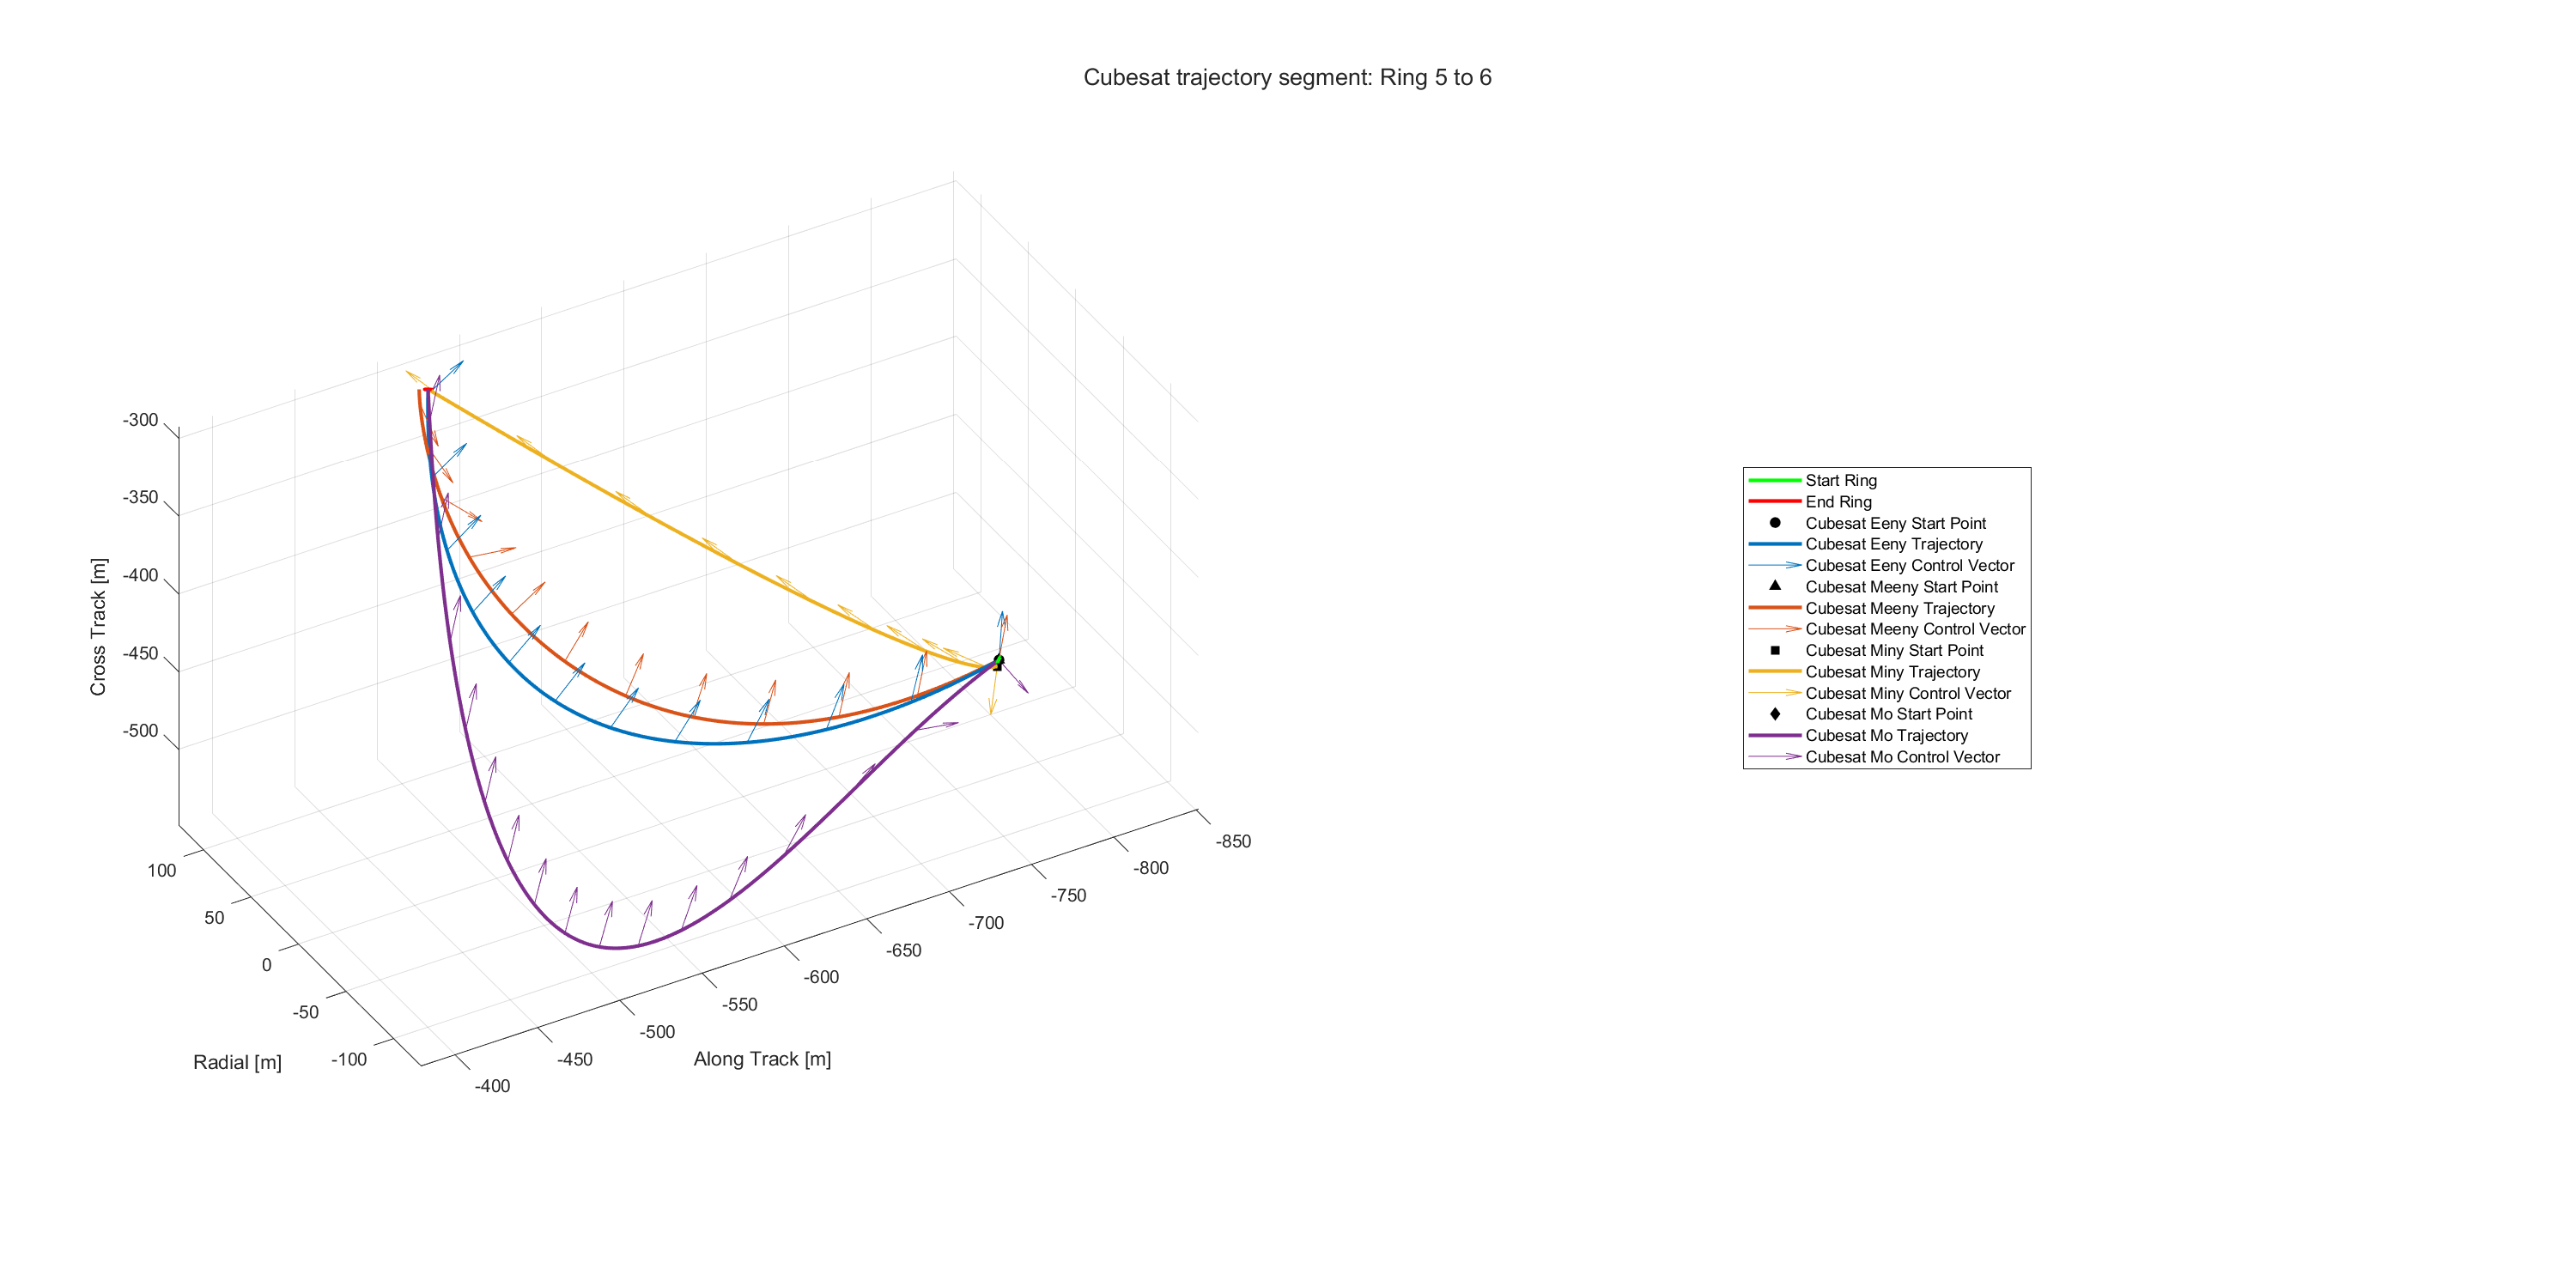 Cubesat trajectory segment: Ring 5 to 6
-300
-350
-400
-450
-500
Cross Track [m]
100
50
0
-50
-100
Radial [m]
-400
-450
-500
-550
-600
-650
-700
-750
-800
-850
Along Track [m]
Start Ring
End Ring
Cubesat Eeny Start Point
Cubesat Eeny Trajectory
Cubesat Eeny Control Vector
Cubesat Meeny Start Point
Cubesat Meeny Trajectory
Cubesat Meeny Control Vector
Cubesat Miny Start Point
Cubesat Miny Trajectory
Cubesat Miny Control Vector
Cubesat Mo Start Point
Cubesat Mo Trajectory
Cubesat Mo Control Vector